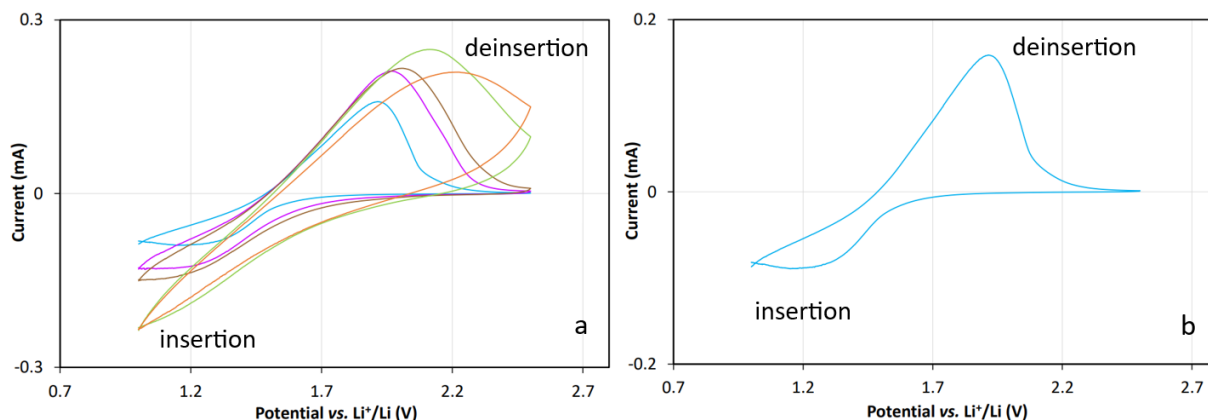 0.3
deinsertion
Current (mA)
0
insertion
a
-0.3
0.7
1.2
1.7
2.2
2.7
Potential vs. Li⁺/Li (V)
0.2
deinsertion
Current (mA)
0
insertion
b
-0.2
0.7
1.2
1.7
2.2
2.7
Potential vs. Li⁺/Li (V)